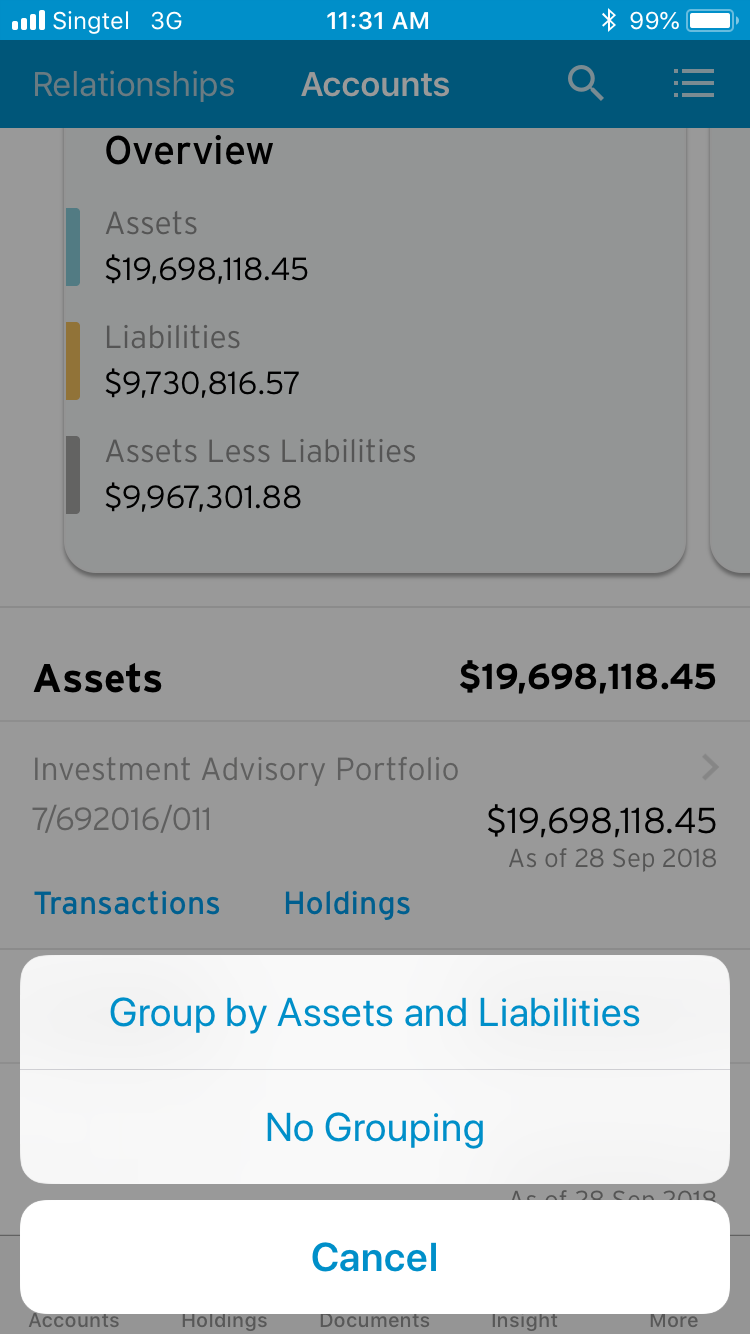 Singtel 3G 11:31 AM 99%
Relationships Accounts
Overview
Assets
$19,698,118.45
Liabilities
$9,730,816.57
Assets Less Liabilities
$9,967,301.88
Assets $19,698,118.45
Investment Advisory Portfolio
7/692016/011 $19,698,118.45
As of 28 Sep 2018
Transactions Holdings
Group by Assets and Liabilities
No Grouping
As of 28 Sep 2018
Cancel
Accounts Holdings Documents Insight More